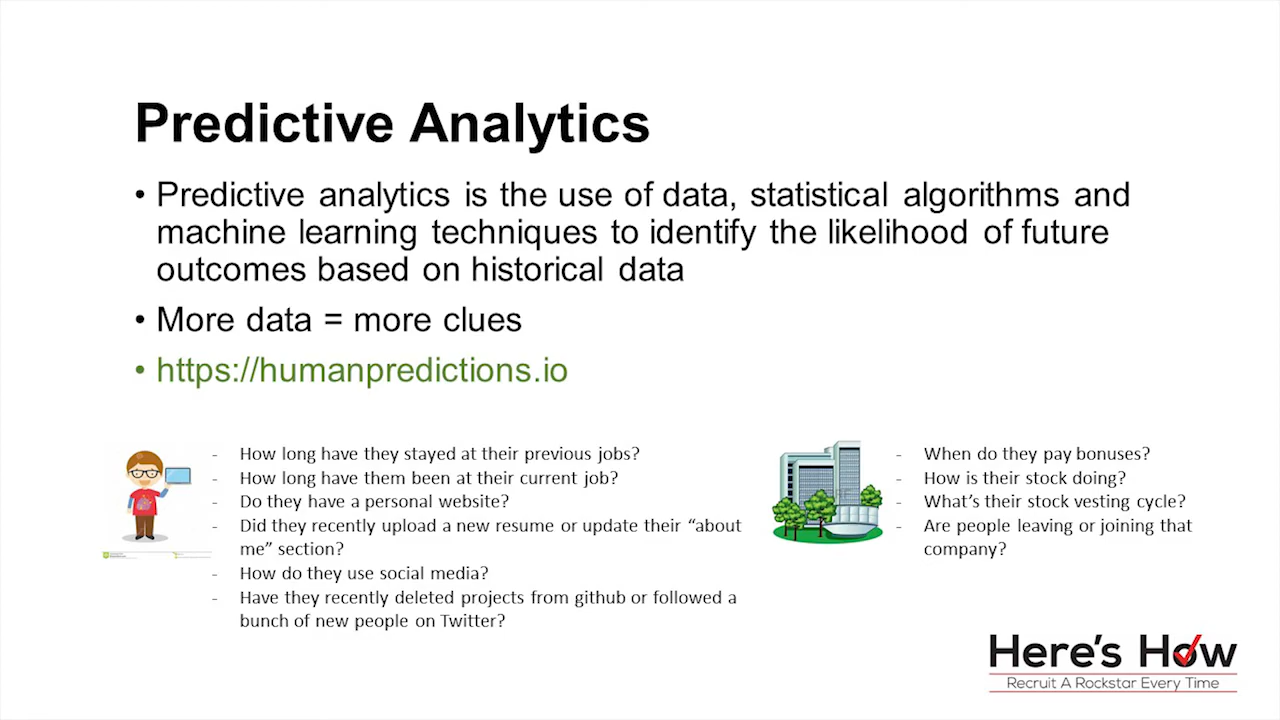 Predictive Analytics
• Predictive analytics is the use of data, statistical algorithms and
machine learning techniques to identify the likelihood of future
outcomes based on historical data
• More data = more clues
• https://humanpredictions.io
- How long have they stayed at their previous jobs?
- How long have them been at their current job?
- Do they have a personal website?
- Did they recently upload a new resume or update their “about
me” section?
- How do they use social media?
- Have they recently deleted projects from github or followed a
bunch of new people on Twitter?
- When do they pay bonuses?
- How is their stock doing?
- What’s their stock vesting cycle?
- Are people leaving or joining that
company?
Here’s How
Recruit A Rockstar Every Time